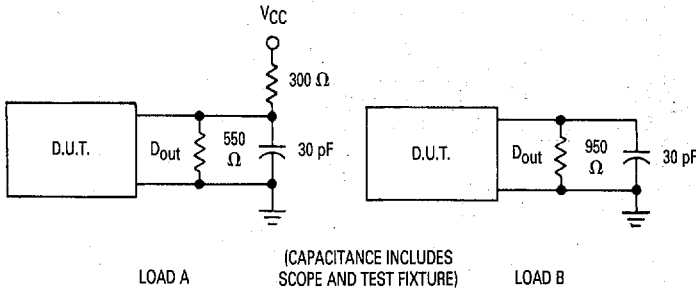 VCC
300 Ω
D.U.T.
Dout
550
Ω
30 pF
D.U.T.
Dout
950
Ω
30 pF
LOAD A
(CAPACITANCE INCLUDES
SCOPE AND TEST FIXTURE)
LOAD B